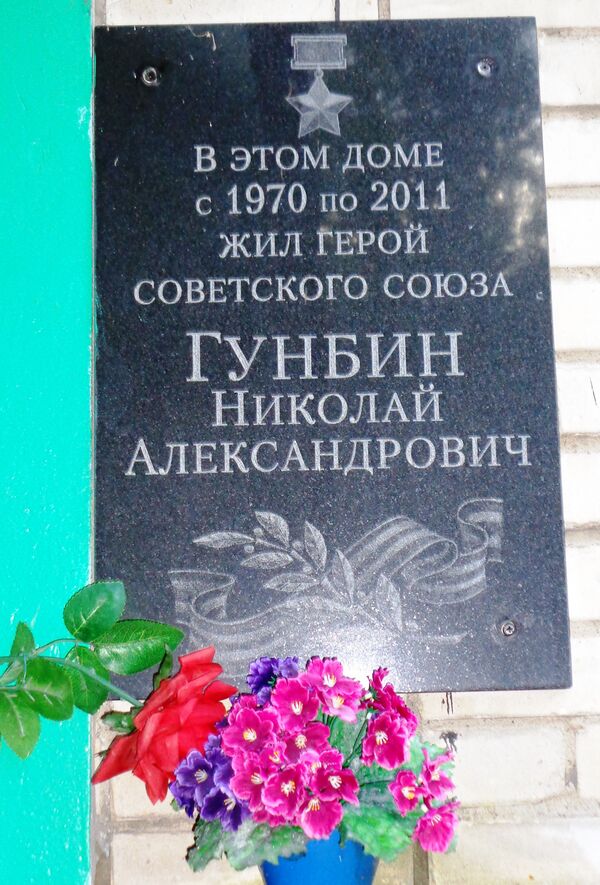 В ЭТОМ ДОМЕ
С 1970 ПО 2011
ЖИЛ ГЕРОЙ
СОВЕТСКОГО СОЮЗА
ГУНБИН
НИКОЛАЙ
АЛЕКСАНДРОВИЧ